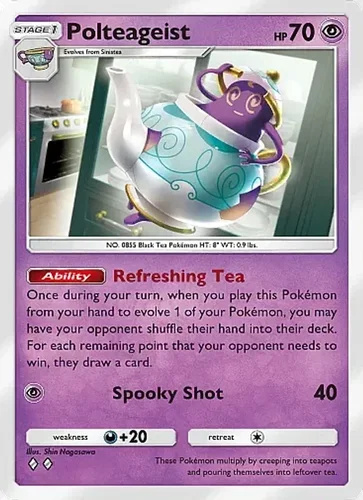 STAGE 1
Polteageist
HP 70
Evolves from Sinistea
NO. 0855 Black Tea Pokémon HT: 8" WT: 0.9 lbs.
Ability Refreshing Tea
Once during your turn, when you play this Pokémon
from your hand to evolve 1 of your Pokémon, you may
have your opponent shuffle their hand into their deck.
For each remaining point that your opponent needs to
win, they draw a card.
Spooky Shot 40
weakness +20 retreat
Illus. Shin Nagasawa
These Pokémon multiply by creeping into teapots
and pouring themselves into leftover tea.